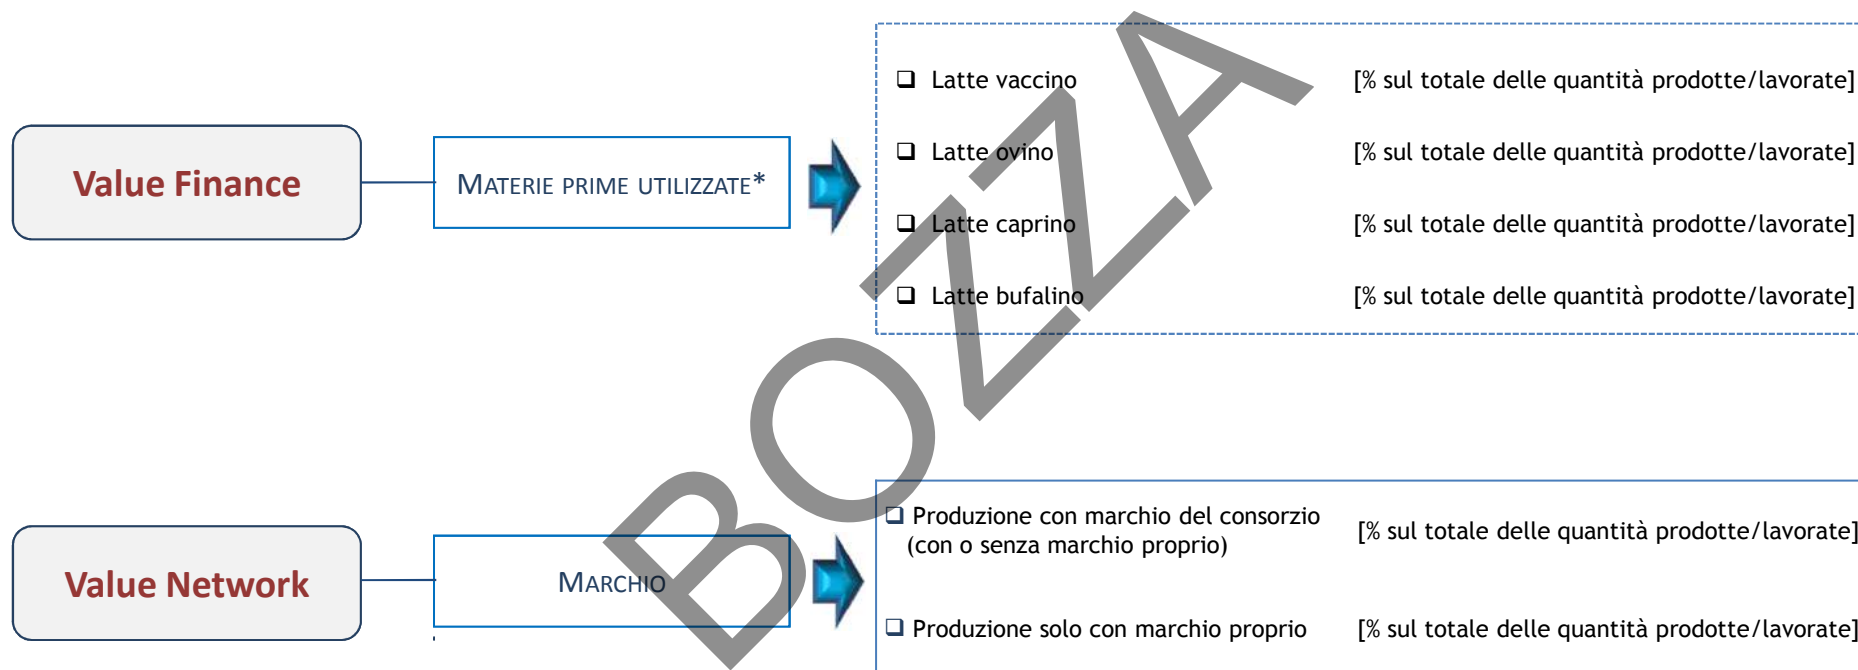 Value Finance
MATERIE PRIME UTILIZZATE*
❑ Latte vaccino [% sul totale delle quantità prodotte/lavorate]
❑ Latte ovino [% sul totale delle quantità prodotte/lavorate]
❑ Latte caprino [% sul totale delle quantità prodotte/lavorate]
❑ Latte bufalino [% sul totale delle quantità prodotte/lavorate]
Value Network
MARCHIO
❑ Produzione con marchio del consorzio
(con o senza marchio proprio) [% sul totale delle quantità prodotte/lavorate]
❑ Produzione solo con marchio proprio [% sul totale delle quantità prodotte/lavorate]
BOZZA